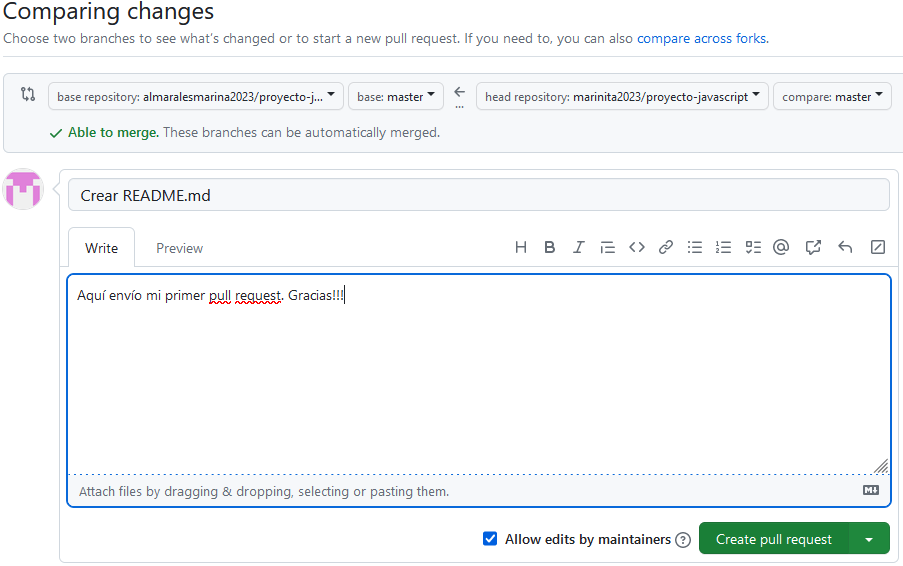 Comparing changes
Choose two branches to see what's changed or to start a new pull request. If you need to, you can also compare across forks.
base repository: almaralesmarina2023/proyecto-j... base: master ... head repository: marinita2023/proyecto-javascript compare: master
Able to merge. These branches can be automatically merged.
Crear README.md
Write Preview
Aquí envío mi primer pull request. Gracias!!!
Attach files by dragging & dropping, selecting or pasting them.
Allow edits by maintainers Create pull request